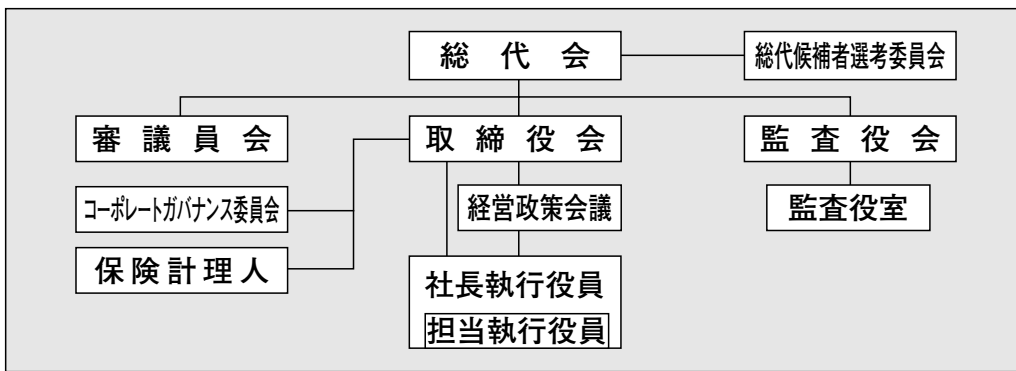 総代会
総代候補者選考委員会
審議員会
取締役会
監査役会
コーポレートガバナンス委員会
経営政策会議
監査役室
保険計理人
社長執行役員
担当執行役員